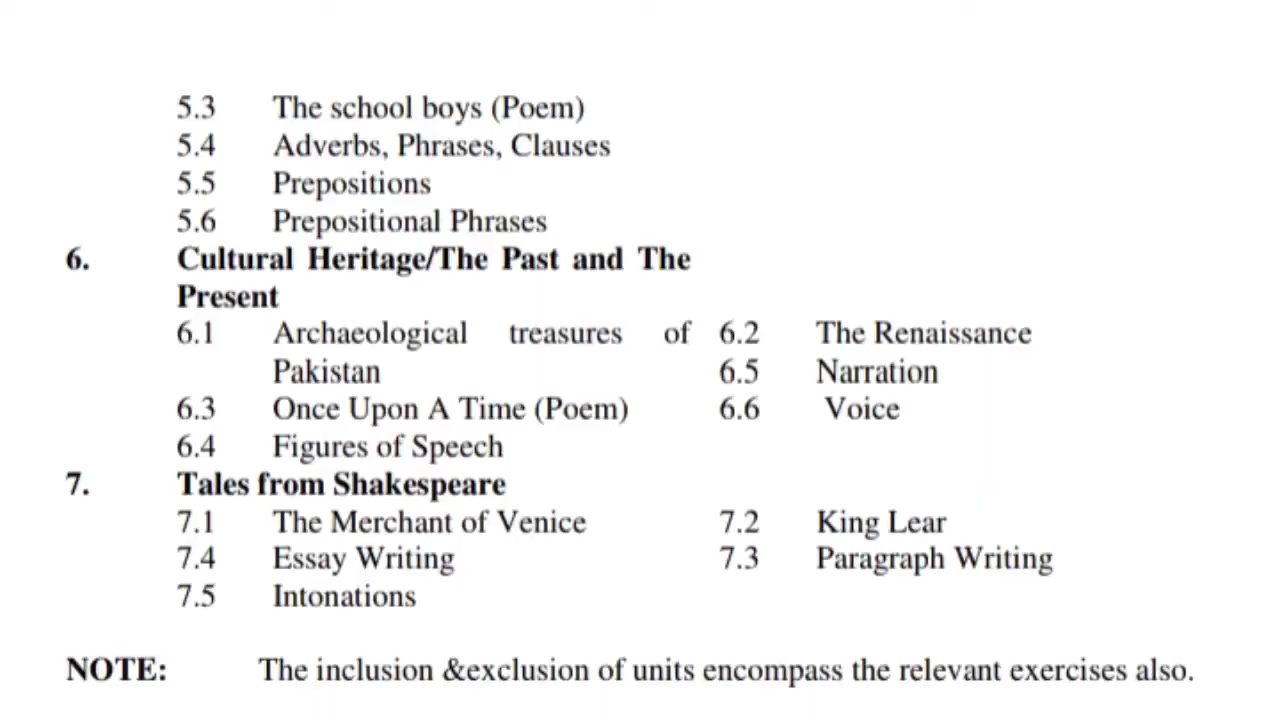 5.3 The school boys (Poem)
5.4 Adverbs, Phrases, Clauses
5.5 Prepositions
5.6 Prepositional Phrases
6. Cultural Heritage/The Past and The
Present
6.1 Archaeological treasures of 6.2 The Renaissance
Pakistan 6.5 Narration
6.3 Once Upon A Time (Poem) 6.6 Voice
6.4 Figures of Speech
7. Tales from Shakespeare
7.1 The Merchant of Venice 7.2 King Lear
7.4 Essay Writing 7.3 Paragraph Writing
7.5 Intonations
NOTE: The inclusion &exclusion of units encompass the relevant exercises also.